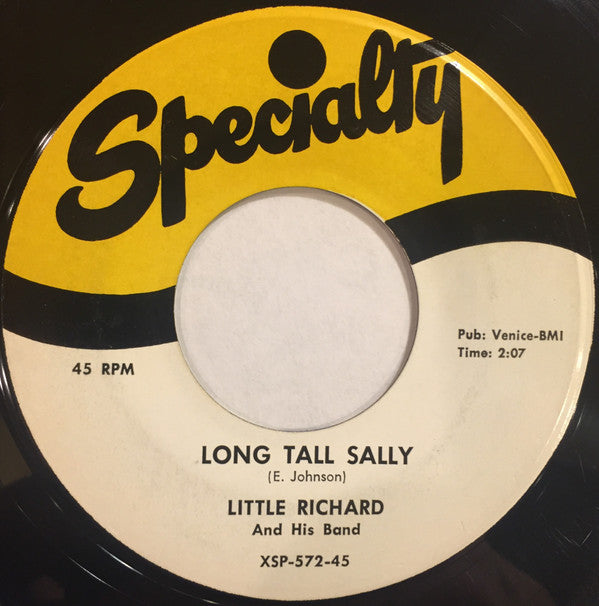 Specialty
Pub: Venice-BMI
Time: 2:07
45 RPM
LONG TALL SALLY
(E. Johnson)
LITTLE RICHARD
And His Band
XSP-572-45